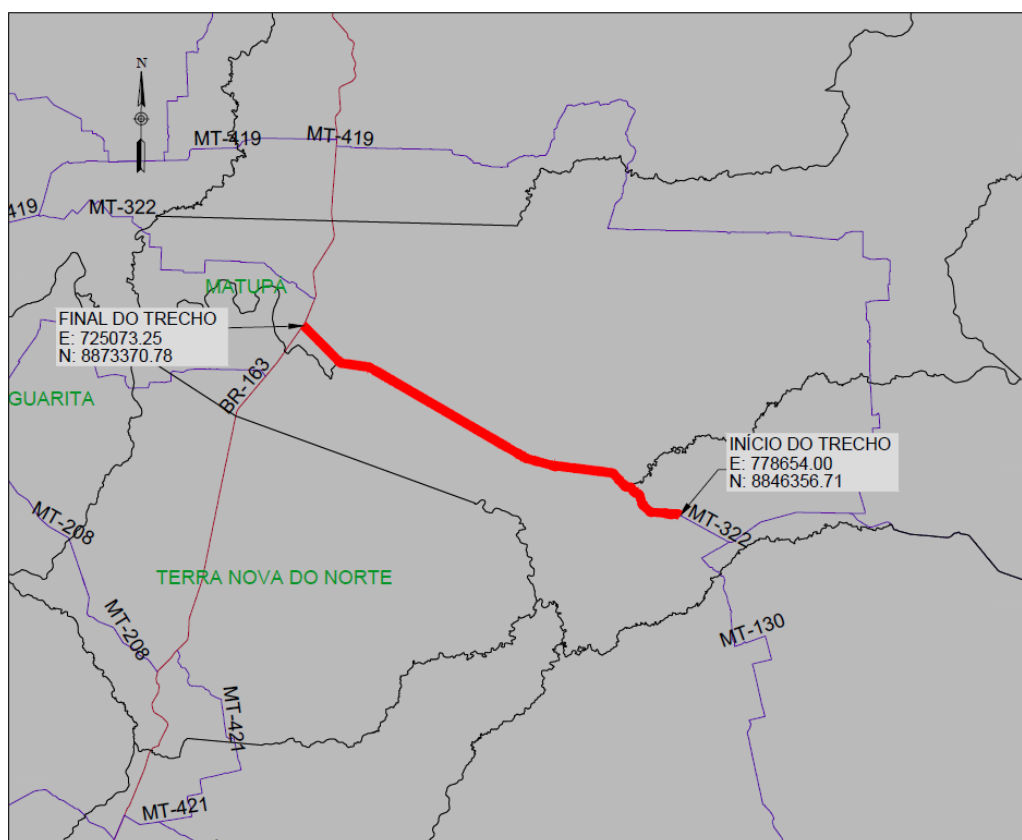 N
MT-419
MT-419
419
MT-322
MATUPÁ
FINAL DO TRECHO
E: 725073.25
N: 8873370.78
BR-163
GUARITA
INÍCIO DO TRECHO
E: 778654.00
N: 8846356.71
MT-322
MT-208
TERRA NOVA DO NORTE
MT-208
MT-130
MT-421
MT-421